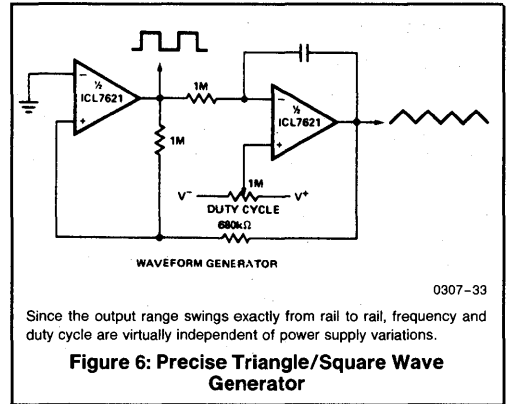 ½
ICL7621
1M
½
ICL7621
1M
1M
V⁻
V⁺
DUTY CYCLE
680kΩ
WAVEFORM GENERATOR
0307–33
Since the output range swings exactly from rail to rail, frequency and
duty cycle are virtually independent of power supply variations.
Figure 6: Precise Triangle/Square Wave
Generator